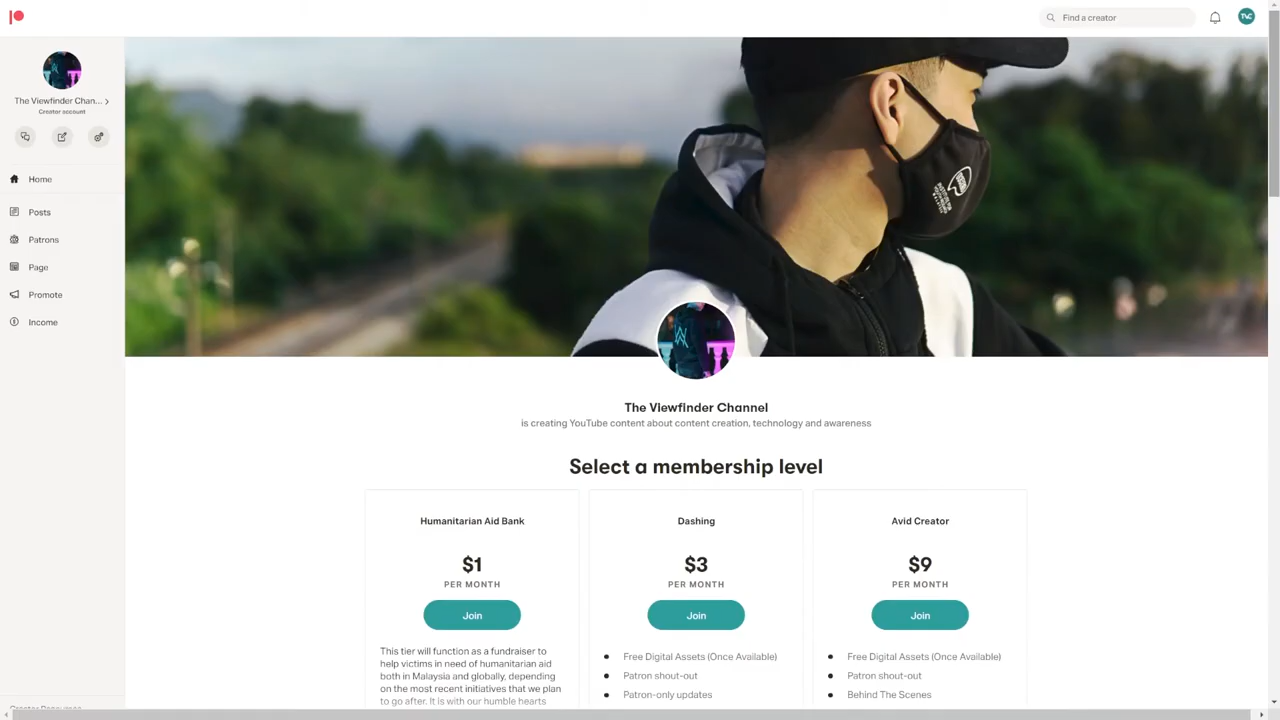 Find a creator
TVC
The Viewfinder Chan...
Creator account
Home
Posts
Patrons
Page
Promote
Income
The Viewfinder Channel
is creating YouTube content about content creation, technology and awareness
Select a membership level
Humanitarian Aid Bank
$1
PER MONTH
Join
This tier will function as a fundraiser to
help victims in need of humanitarian aid
both in Malaysia and globally, depending
on the most recent initiatives that we plan
to go after. It is with our humble hearts
Dashing
$3
PER MONTH
Join
Free Digital Assets (Once Available)
Patron shout-out
Patron-only updates
Avid Creator
$9
PER MONTH
Join
Free Digital Assets (Once Available)
Patron shout-out
Behind The Scenes